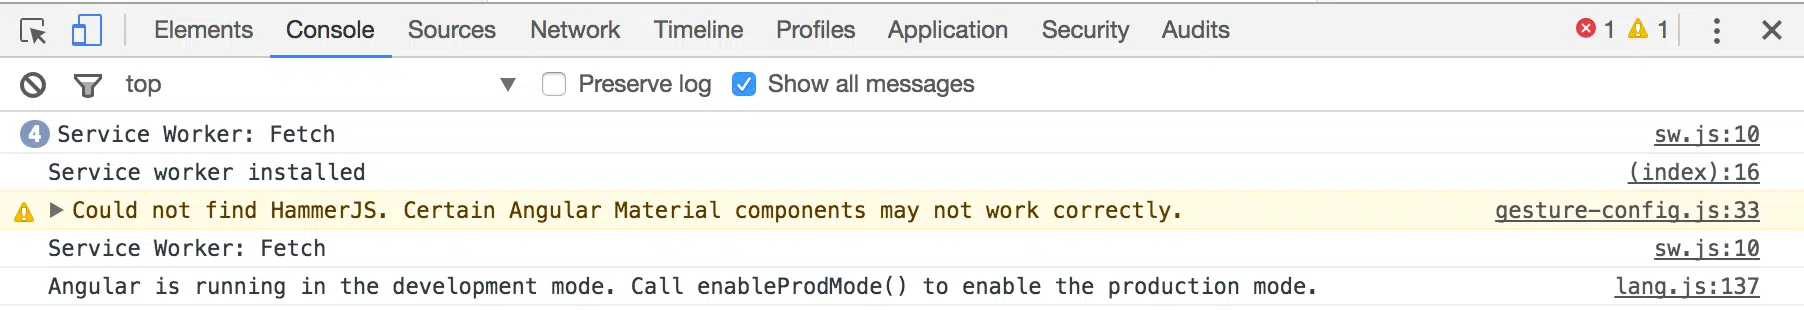 Elements Console Sources Network Timeline Profiles Application Security Audits 1 1
top Preserve log Show all messages
4 Service Worker: Fetch sw.js:10
Service worker installed (index):16
Could not find HammerJS. Certain Angular Material components may not work correctly. gesture-config.js:33
Service Worker: Fetch sw.js:10
Angular is running in the development mode. Call enableProdMode() to enable the production mode. lang.js:137